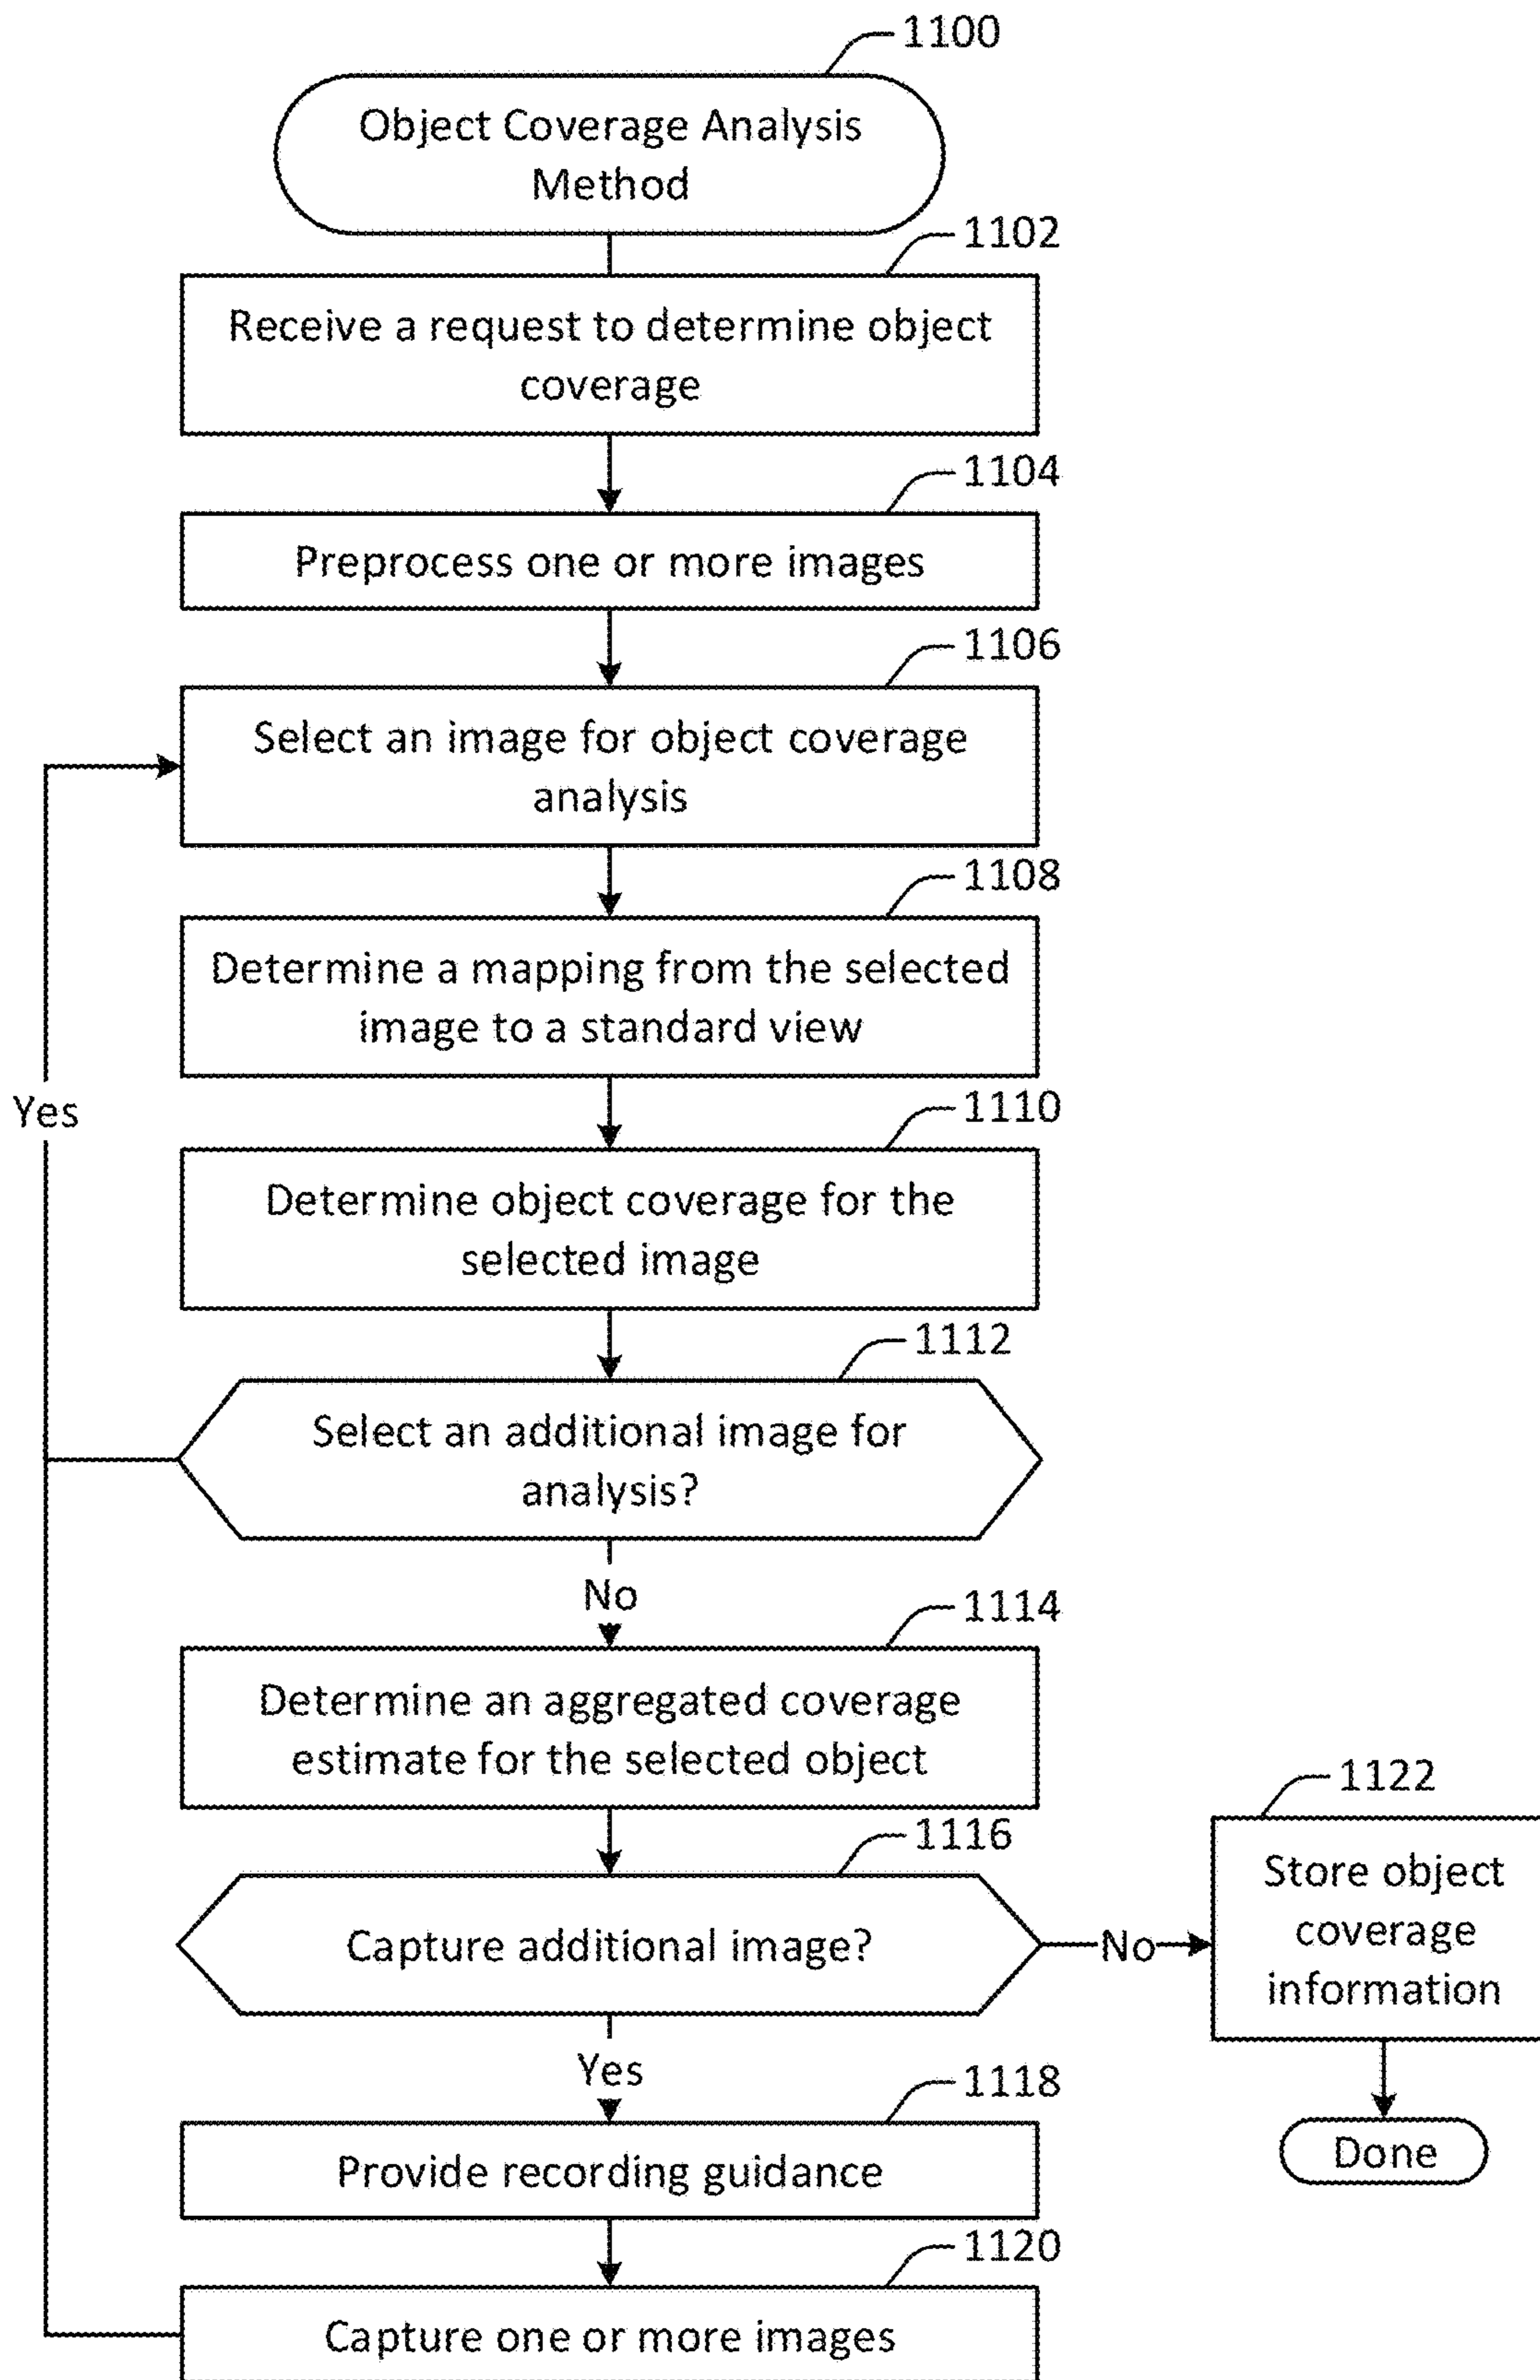 1100
Object Coverage Analysis
Method
1102
Receive a request to determine object
coverage
1104
Preprocess one or more images
1106
Select an image for object coverage
analysis
1108
Determine a mapping from the selected
image to a standard view
Yes
1110
Determine object coverage for the
selected image
1112
Select an additional image for
analysis?
No
1114
Determine an aggregated coverage
estimate for the selected object
1116
Capture additional image?
No
1122
Store object
coverage
information
Done
Yes
1118
Provide recording guidance
1120
Capture one or more images